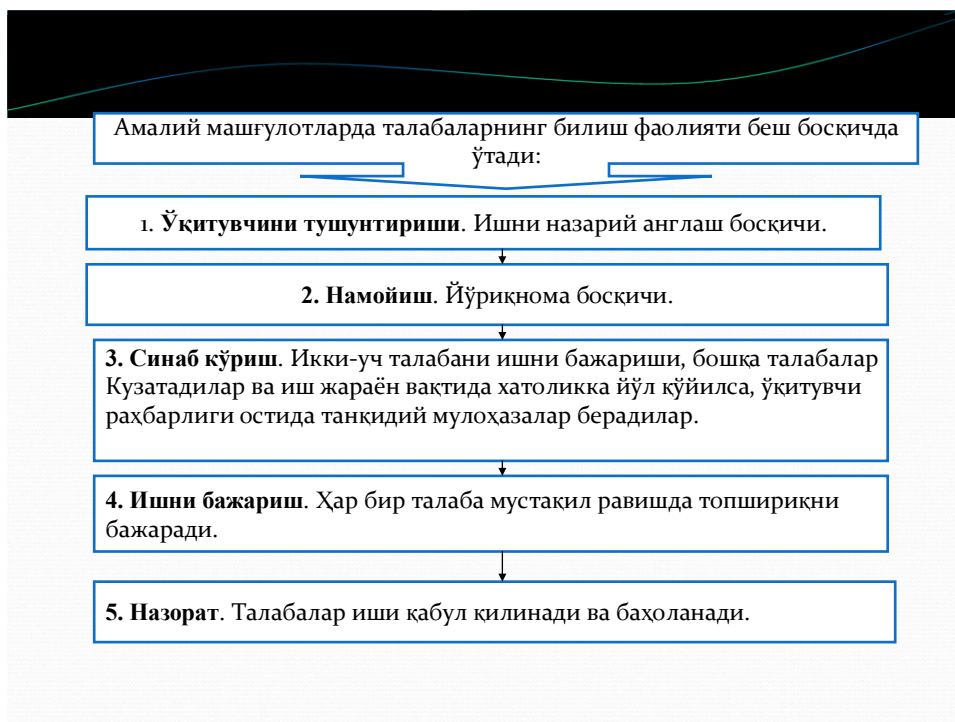 Амалий машғулотларда талабаларнинг билиш фаолияти беш босқичда
ўтади:
1. Ўқитувчини тушунтириши. Ишни назарий англаш босқичи.
2. Намойиш. Йўриқнома босқичи.
3. Синаб кўриш. Икки-уч талабани ишни бажариши, бошқа талабалар
Кузатадилар ва иш жараён вақтида хатоликка йўл қўйилса, ўқитувчи
раҳбарлиги остида танқидий мулоҳазалар берадилар.
4. Ишни бажариш. Ҳар бир талаба мустақил равишда топшириқни
бажаради.
5. Назорат. Талабалар иши қабул қилинади ва баҳоланади.